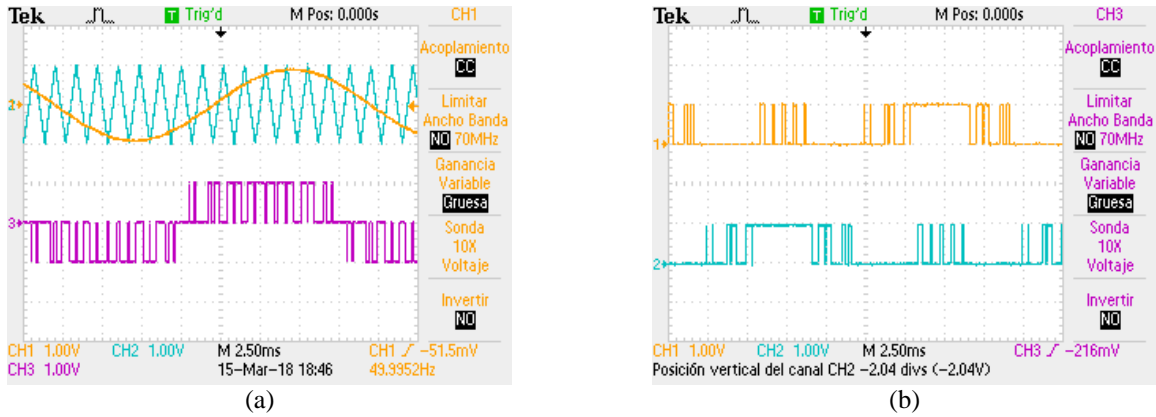 Tek T Trig'd M Pos: 0.000s CH1
Acoplamiento
CC
Limitar
Ancho Banda
NO 70MHz
Ganancia
Variable
Gruesa
Sonda
10X
Voltaje
Invertir
NO
2
3
CH1 1.00V CH2 1.00V M 2.50ms CH1 -51.5mV
CH3 1.00V 15-Mar-18 18:46 49.9952Hz
(a)
Tek T Trig'd M Pos: 0.000s CH3
Acoplamiento
CC
Limitar
Ancho Banda
NO 70MHz
Ganancia
Variable
Gruesa
Sonda
10X
Voltaje
Invertir
NO
1
2
CH1 1.00V CH2 1.00V M 2.50ms CH3 -216mV
Posición vertical del canal CH2 -2.04 divs (-2.04V)
(b)